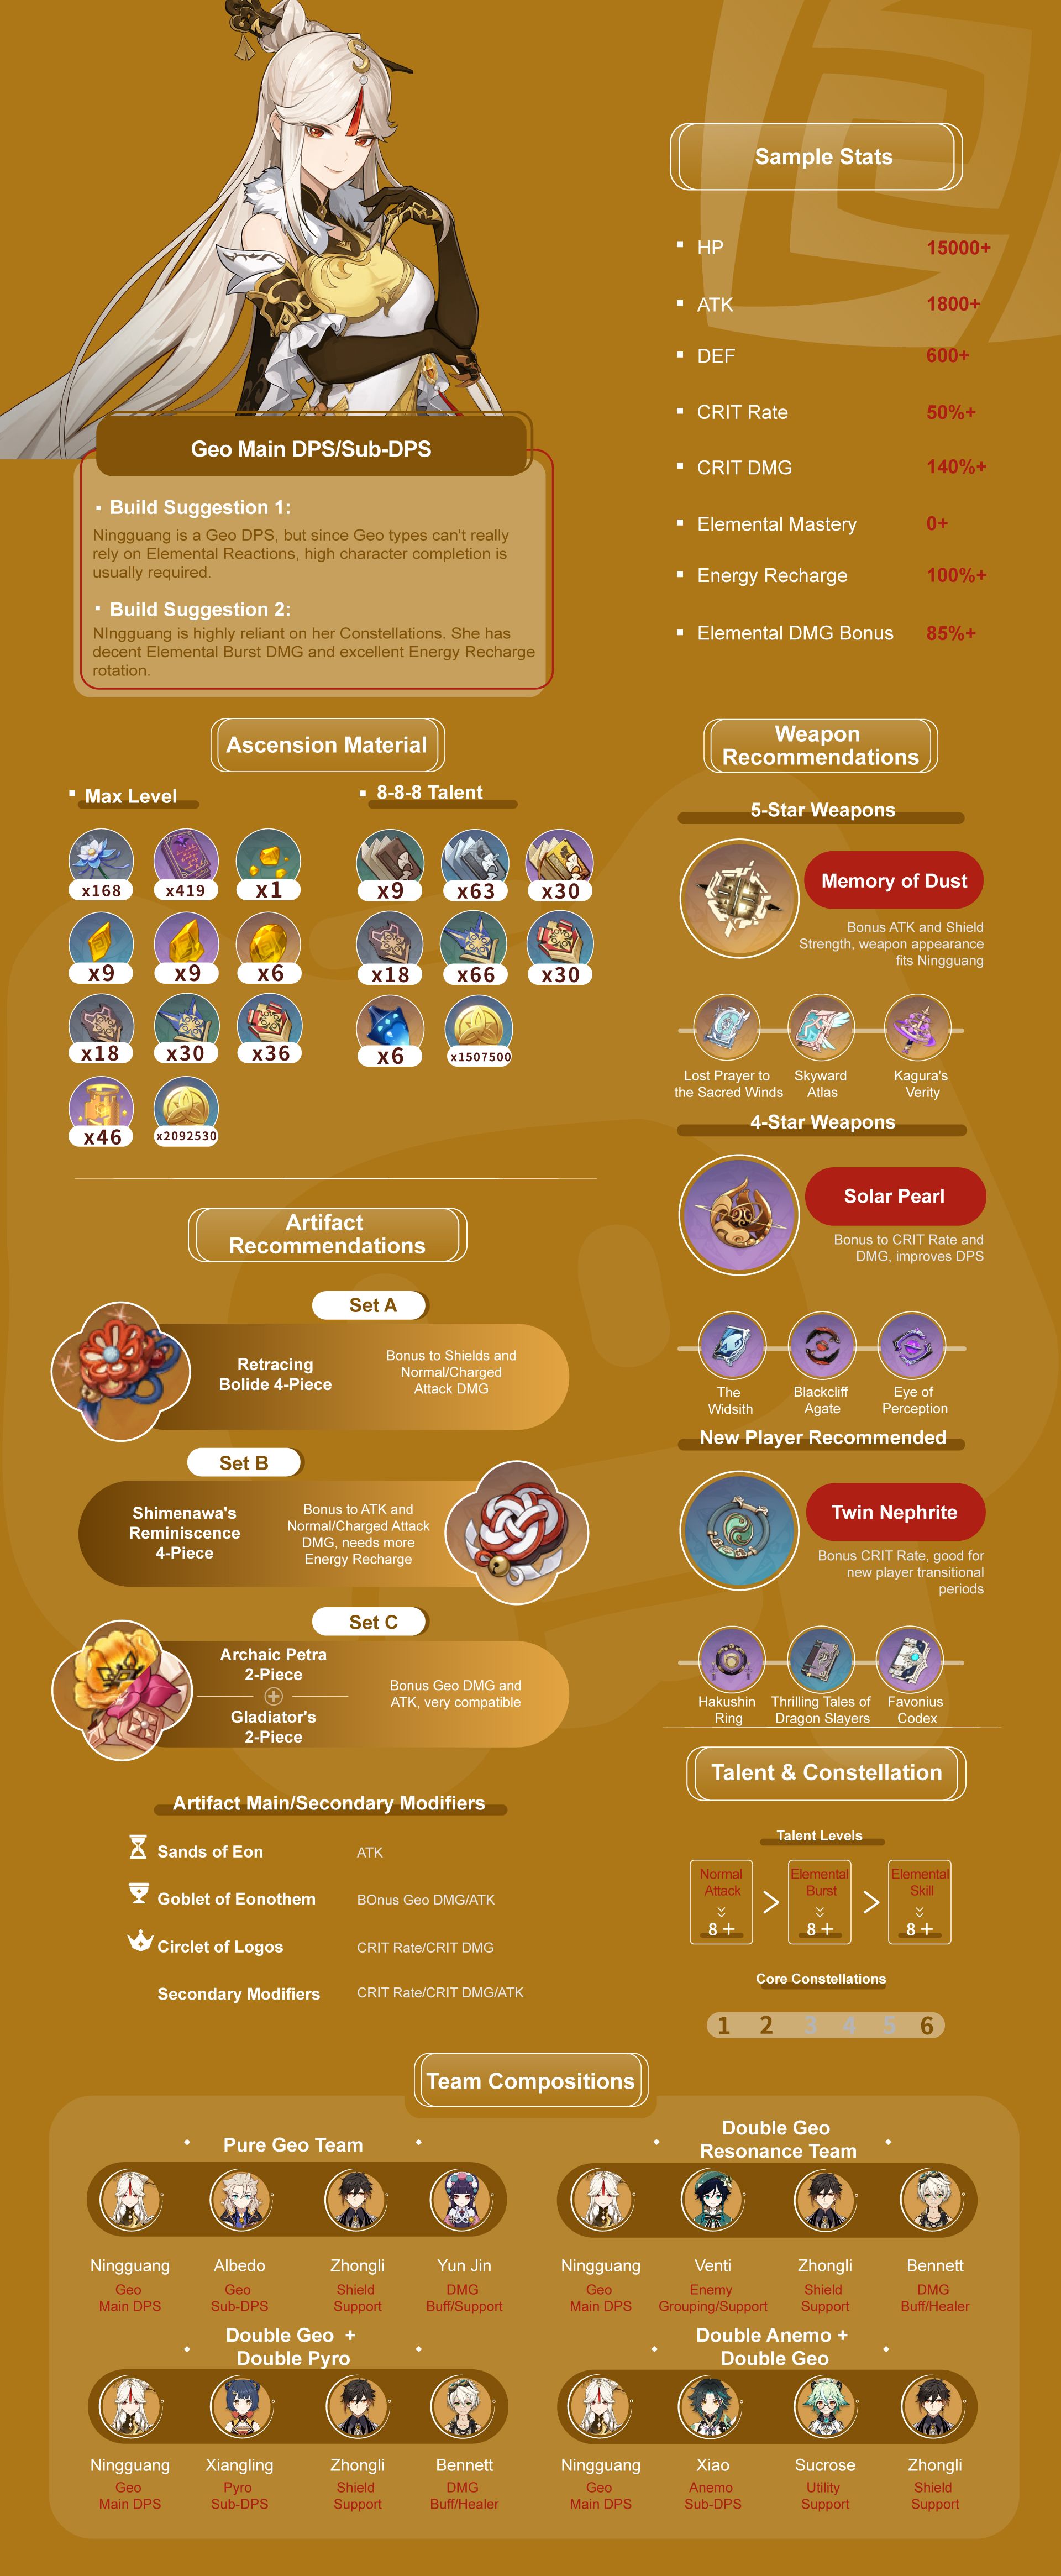 Sample Stats
HP
15000+
ATK
1800+
DEF
600+
CRIT Rate
50%+
CRIT DMG
140%+
Elemental Mastery
0+
Energy Recharge
100%+
Elemental DMG Bonus
85%+
Geo Main DPS/Sub-DPS
Build Suggestion 1:
Ningguang is a Geo DPS, but since Geo types can't really
rely on Elemental Reactions, high character completion is
usually required.
Build Suggestion 2:
NIngguang is highly reliant on her Constellations. She has
decent Elemental Burst DMG and excellent Energy Recharge
rotation.
Ascension Material
Max Level
x168
x419
x1
x9
x9
x6
x18
x30
x36
x46
x2092530
8-8-8 Talent
x9
x63
x30
x18
x66
x30
x6
x1507500
Weapon
Recommendations
5-Star Weapons
Memory of Dust
Bonus ATK and Shield
Strength, weapon appearance
fits Ningguang
Lost Prayer to
the Sacred Winds
Skyward
Atlas
Kagura's
Verity
4-Star Weapons
Solar Pearl
Bonus to CRIT Rate and
DMG, improves DPS
The
Widsith
Blackcliff
Agate
Eye of
Perception
New Player Recommended
Twin Nephrite
Bonus CRIT Rate, good for
new player transitional
periods
Hakushin
Ring
Thrilling Tales of
Dragon Slayers
Favonius
Codex
Artifact
Recommendations
Set A
Retracing
Bolide 4-Piece
Bonus to Shields and
Normal/Charged
Attack DMG
Set B
Shimenawa's
Reminiscence
4-Piece
Bonus to ATK and
Normal/Charged Attack
DMG, needs more
Energy Recharge
Set C
Archaic Petra
2-Piece
Gladiator's
2-Piece
Bonus Geo DMG and
ATK, very compatible
Artifact Main/Secondary Modifiers
Sands of Eon
ATK
Goblet of Eonothem
BOnus Geo DMG/ATK
Circlet of Logos
CRIT Rate/CRIT DMG
Secondary Modifiers
CRIT Rate/CRIT DMG/ATK
Talent & Constellation
Talent Levels
Normal
Attack
8 +
>
Elemental
Burst
8 +
>
Elemental
Skill
8 +
Core Constellations
1 2 3 4 5 6
Team Compositions
Pure Geo Team
Ningguang
Geo
Main DPS
Albedo
Geo
Sub-DPS
Zhongli
Shield
Support
Yun Jin
DMG
Buff/Support
Double Geo
Resonance Team
Ningguang
Geo
Main DPS
Venti
Enemy
Grouping/Support
Zhongli
Shield
Support
Bennett
DMG
Buff/Healer
Double Geo +
Double Pyro
Ningguang
Geo
Main DPS
Xiangling
Pyro
Sub-DPS
Zhongli
Shield
Support
Bennett
DMG
Buff/Healer
Double Anemo +
Double Geo
Ningguang
Geo
Main DPS
Xiao
Anemo
Sub-DPS
Sucrose
Utility
Support
Zhongli
Shield
Support